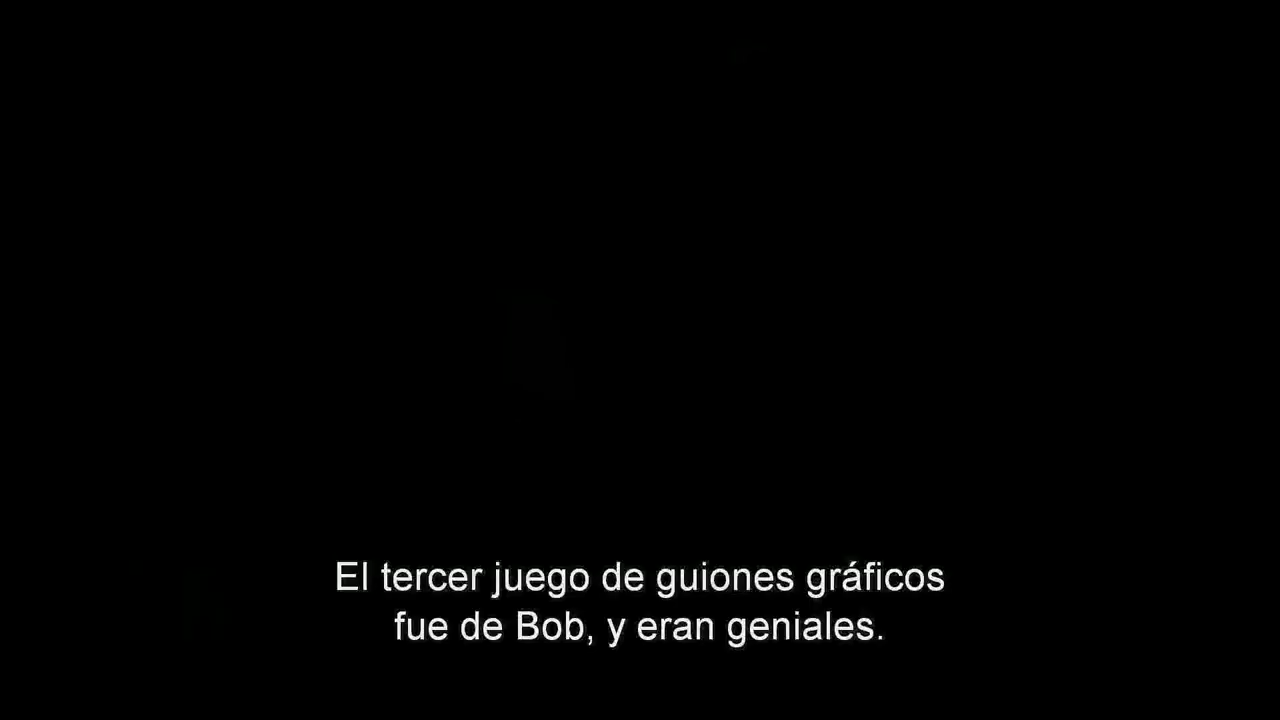 El tercer juego de guiones gráficos
fue de Bob, y eran geniales.